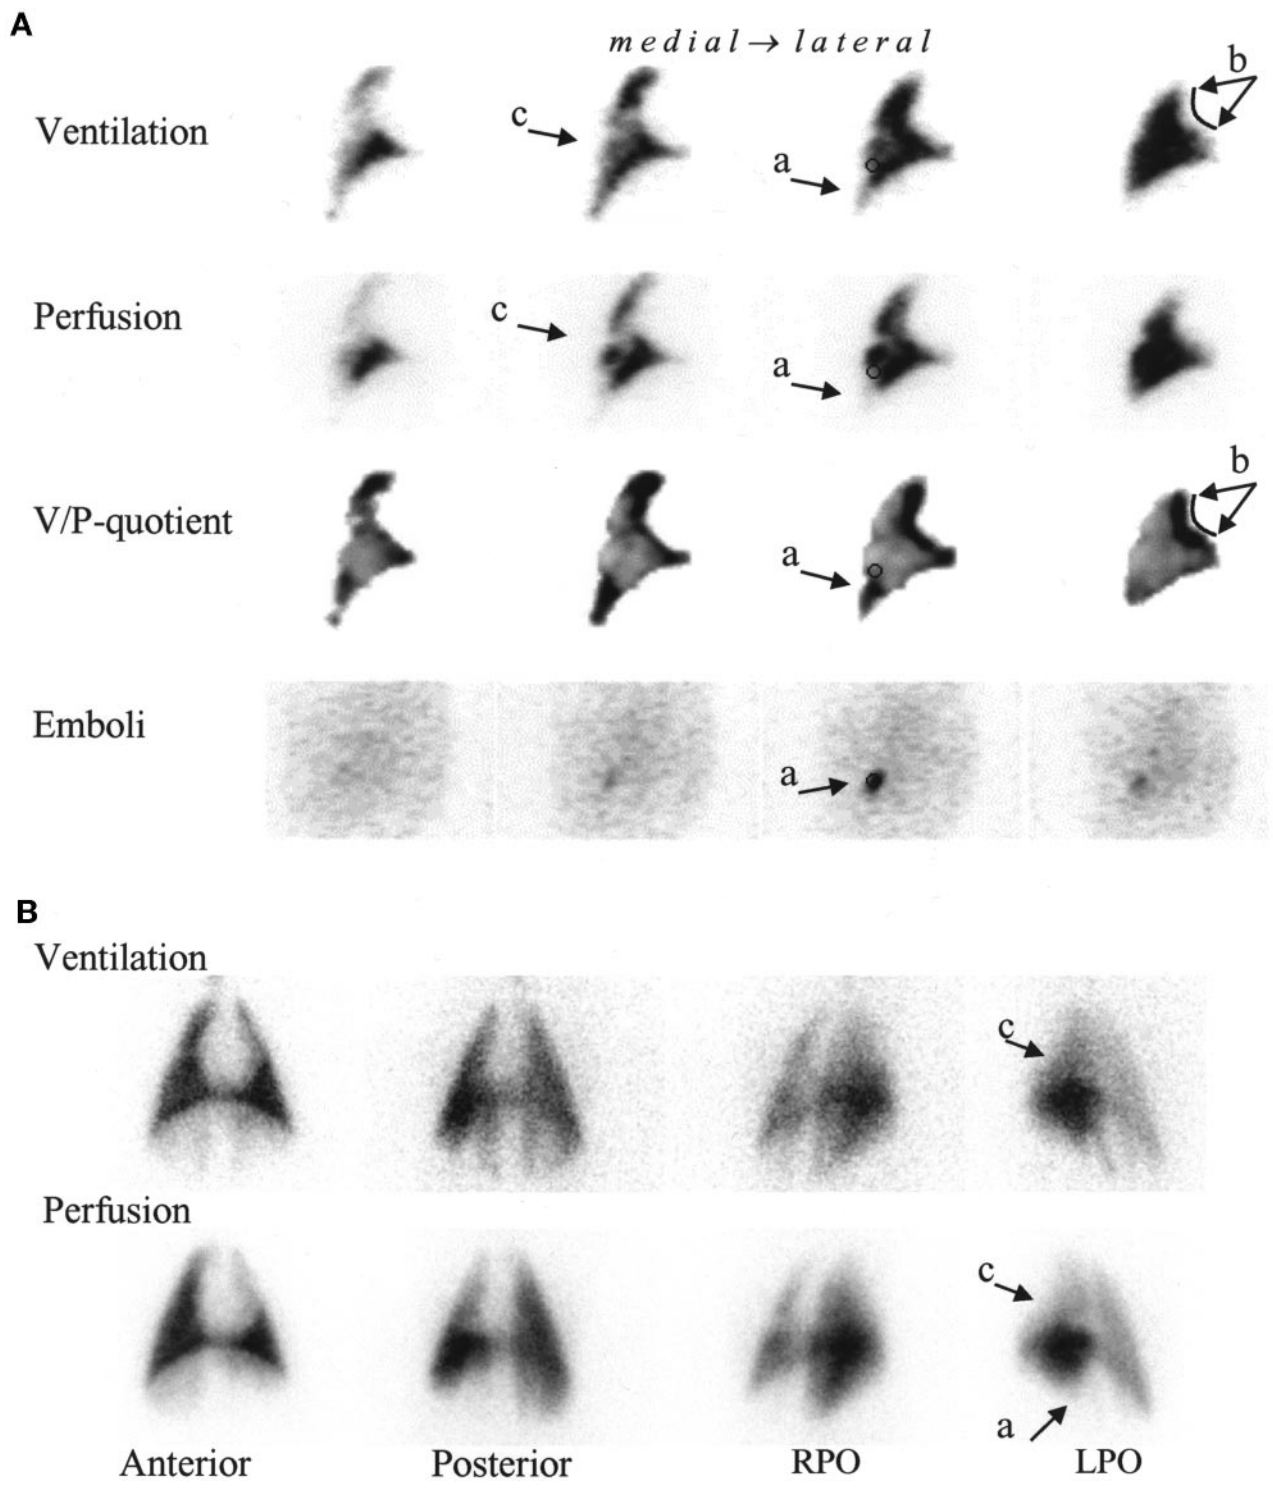 A
medial → lateral
b
Ventilation
c
a
Perfusion
c
a
b
V/P-quotient
a
Emboli
a
B
Ventilation
c
Perfusion
c
a
Anterior
Posterior
RPO
LPO